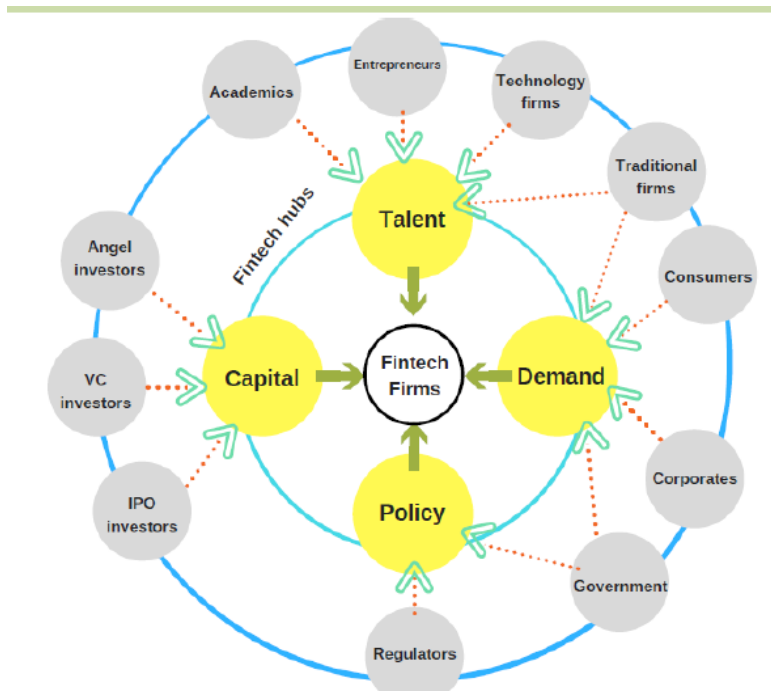 Entrepreneurs
Academics
Technology
firms
Traditional
firms
Talent
Fintech hubs
Angel
investors
Consumers
VC
investors
Capital
Fintech
Firms
Demand
IPO
investors
Policy
Corporates
Government
Regulators